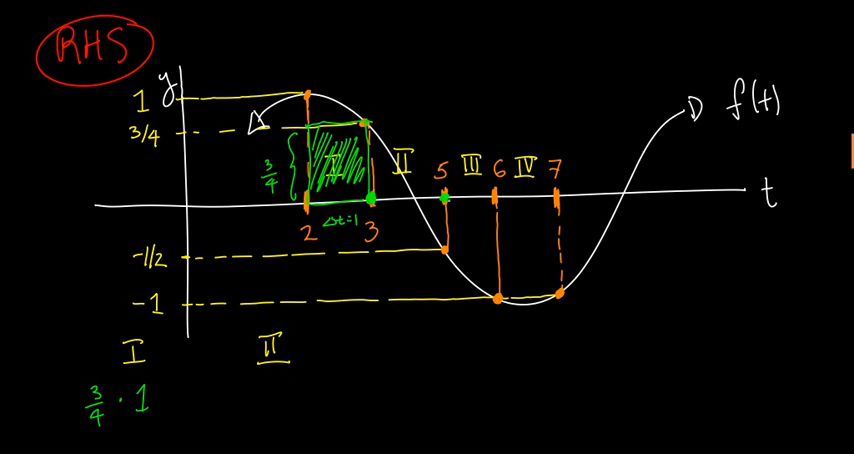 RHS
y
1
3/4
3/4
I
II
5
III
6
IV
7
f(t)
t
Δt=1
2
3
-1/2
-1
I
II
3/4 · 1